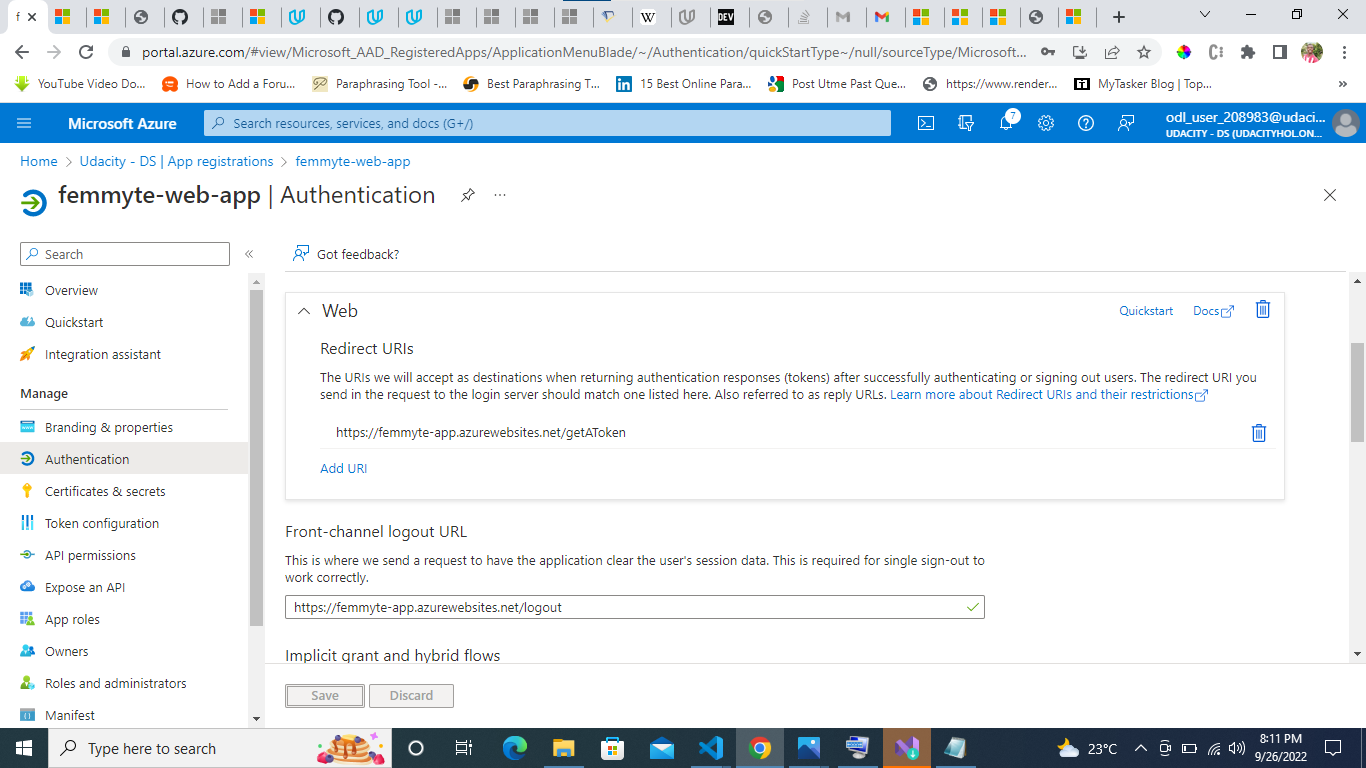 f
W
DEV
portal.azure.com/#view/Microsoft_AAD_RegisteredApps/ApplicationMenuBlade/~/Authentication/quickStartType~/null/sourceType/Microsoft...
YouTube Video Do...
How to Add a Foru...
Paraphrasing Tool -...
Best Paraphrasing T...
15 Best Online Para...
Post Utme Past Que...
https://www.render...
MyTasker Blog | Top...
»
Microsoft Azure
Search resources, services, and docs (G+/)
7
odl_user_208983@udaci...
UDACITY - DS (UDACITYHOL.ON...
Home > Udacity - DS | App registrations > femmyte-web-app
femmyte-web-app | Authentication
...
Search
«
Got feedback?
Overview
Quickstart
Integration assistant
Manage
Branding & properties
Authentication
Certificates & secrets
Token configuration
API permissions
Expose an API
App roles
Owners
Roles and administrators
Manifest
Web
Quickstart
Docs
Redirect URIs
The URIs we will accept as destinations when returning authentication responses (tokens) after successfully authenticating or signing out users. The redirect URI you
send in the request to the login server should match one listed here. Also referred to as reply URLs. Learn more about Redirect URIs and their restrictions
https://femmyte-app.azurewebsites.net/getAToken
Add URI
Front-channel logout URL
This is where we send a request to have the application clear the user's session data. This is required for single sign-out to
work correctly.
https://femmyte-app.azurewebsites.net/logout
Implicit grant and hybrid flows
Save
Discard
Type here to search
23°C
8:11 PM
9/26/2022